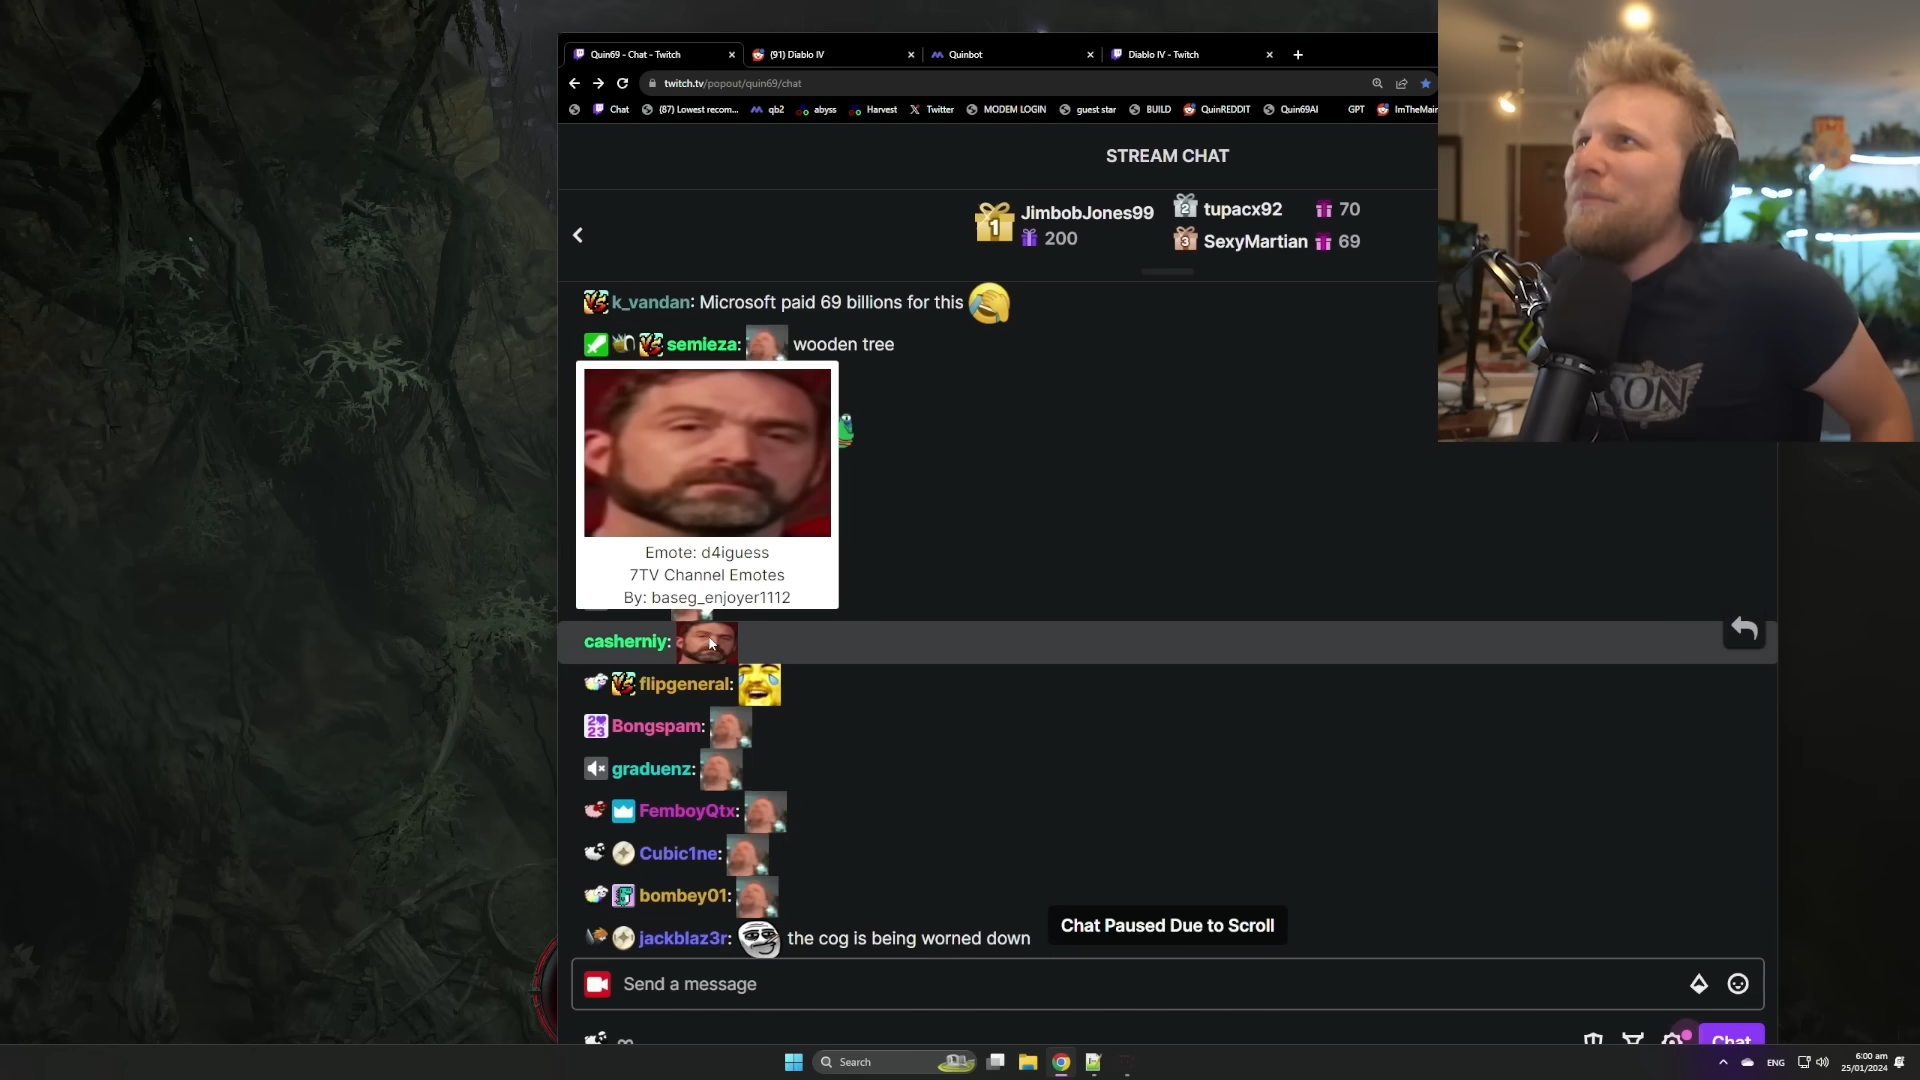 Quin69 - Chat - Twitch
(91) Diablo IV
Quinbot
Diablo IV - Twitch
twitch.tv/popout/quin69/chat
Chat
(87) Lowest recom...
qb2
abyss
Harvest
Twitter
MODEM LOGIN
guest star
BUILD
QuinREDDIT
Quin69AI
GPT
ImTheMain
STREAM CHAT
1 JimbobJones99
200
2 tupacx92 70
3 SexyMartian 69
k_vandan: Microsoft paid 69 billions for this
semieza: wooden tree
Emote: d4iguess
7TV Channel Emotes
By: baseg_enjoyer1112
casherniy:
flipgeneral:
Bongspam:
graduenz:
FemboyQtx:
Cubic1ne:
bombey01:
jackblaz3r: the cog is being worned down
Chat Paused Due to Scroll
Send a message
Chat
Search
ENG
6:00 am
25/01/2024